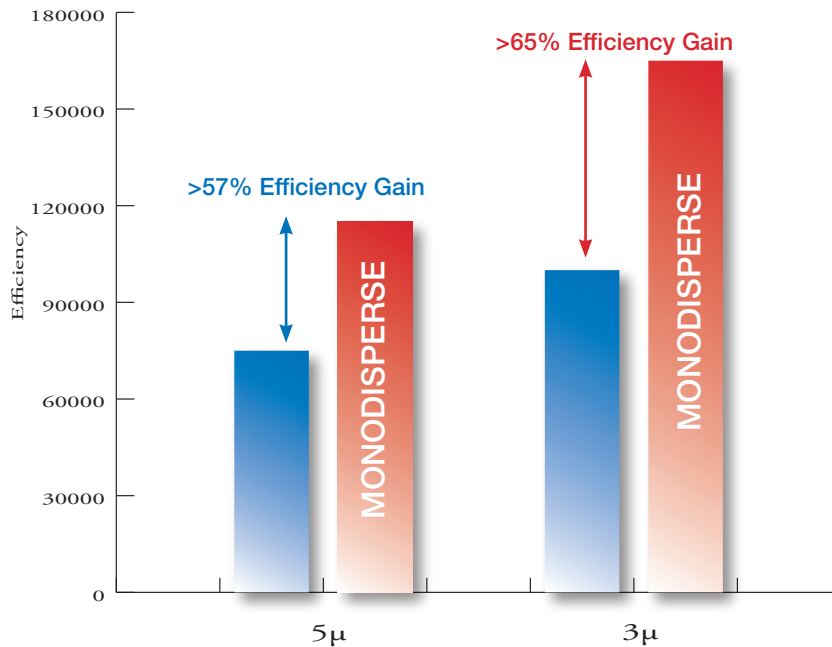 180000
>65% Efficiency Gain
150000
>57% Efficiency Gain
120000
Efficiency
90000
60000
30000
0
MONODISPERSE
MONODISPERSE
5µ
3µ